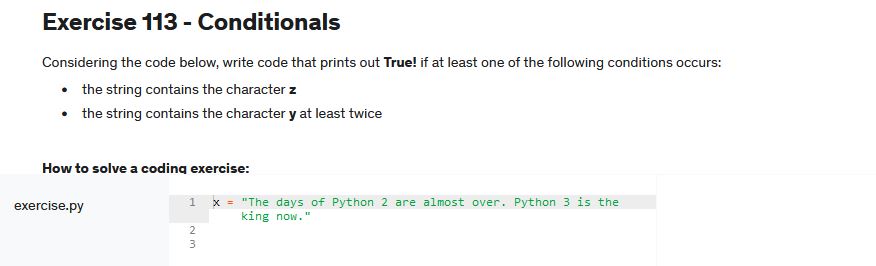 Exercise 113 - Conditionals
Considering the code below, write code that prints out True! if at least one of the following conditions occurs:
• the string contains the character z
• the string contains the character y at least twice
How to solve a coding exercise:
exercise.py
1 x = "The days of Python 2 are almost over. Python 3 is the
king now."
2
3